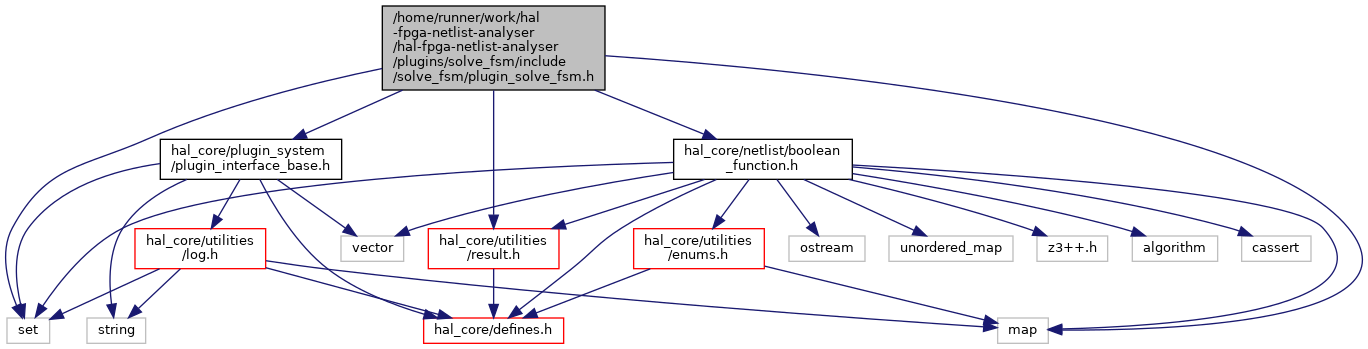 /home/runner/work/hal
-fpga-netlist-analyser
/hal-fpga-netlist-analyser
/plugins/solve_fsm/include
/solve_fsm/plugin_solve_fsm.h
hal_core/plugin_system
/plugin_interface_base.h
hal_core/netlist/boolean
_function.h
hal_core/utilities
/log.h
vector
hal_core/utilities
/result.h
hal_core/utilities
/enums.h
ostream
unordered_map
z3++.h
algorithm
cassert
set
string
hal_core/defines.h
map